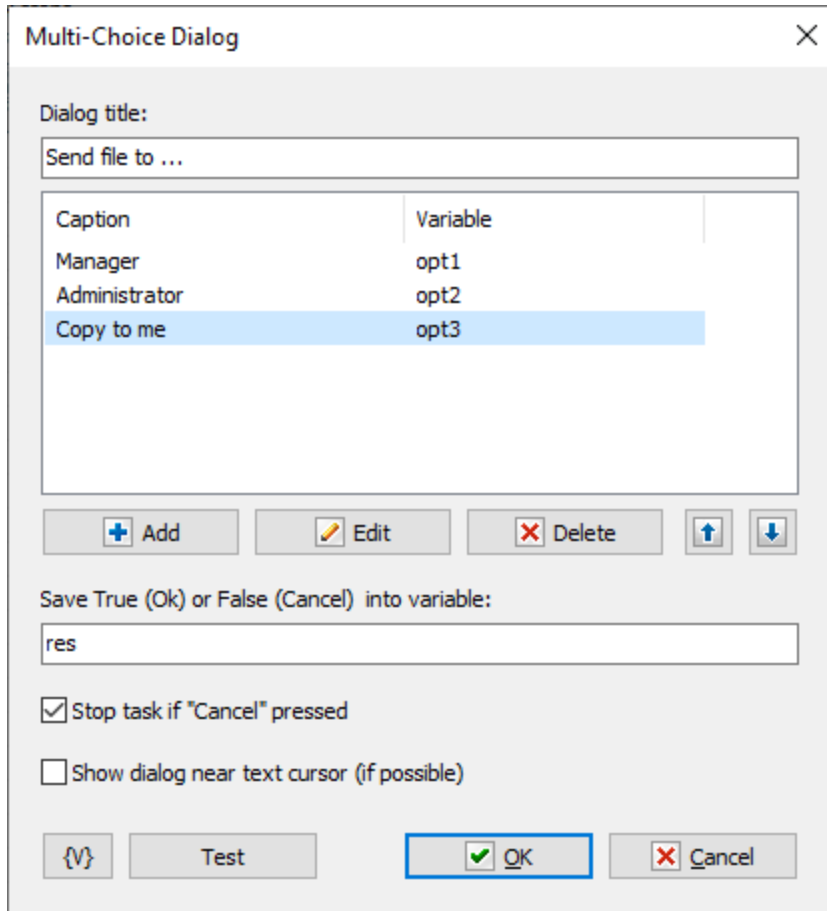 Multi-Choice Dialog
Dialog title:
Send file to ...
Caption Variable
Manager opt1
Administrator opt2
Copy to me opt3
Add Edit Delete
Save True (Ok) or False (Cancel)  into variable:
res
Stop task if "Cancel" pressed
Show dialog near text cursor (if possible)
{V} Test OK Cancel